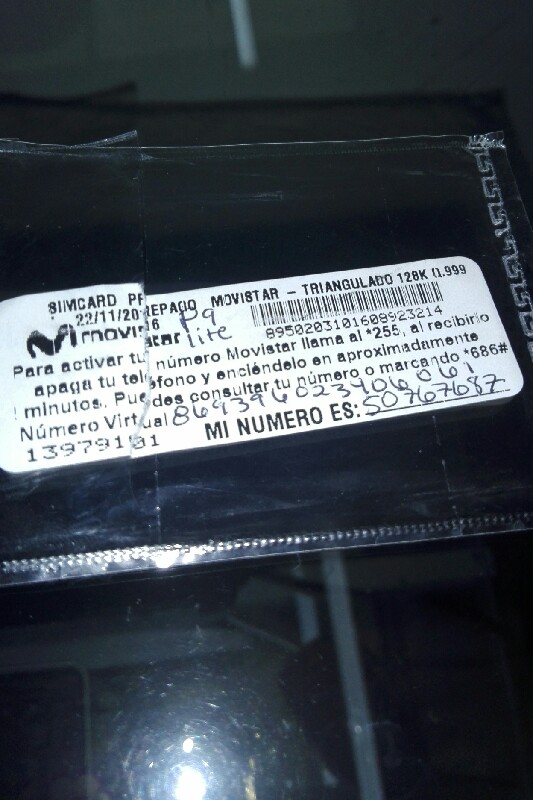 SIMCARD PREPAGO MOVISTAR - TRIANGULADO 128K (1.999
22/11/2016 P9
movistar lite
8950203101608923214
Para activar tu número Movistar llama al *255, al recibirlo
apaga tu teléfono y enciéndelo en aproximadamente
minutos. Puedes consultar tu número o marcando *686#
Número Virtual 869396023406061
13979101
MI NUMERO ES: 50767687